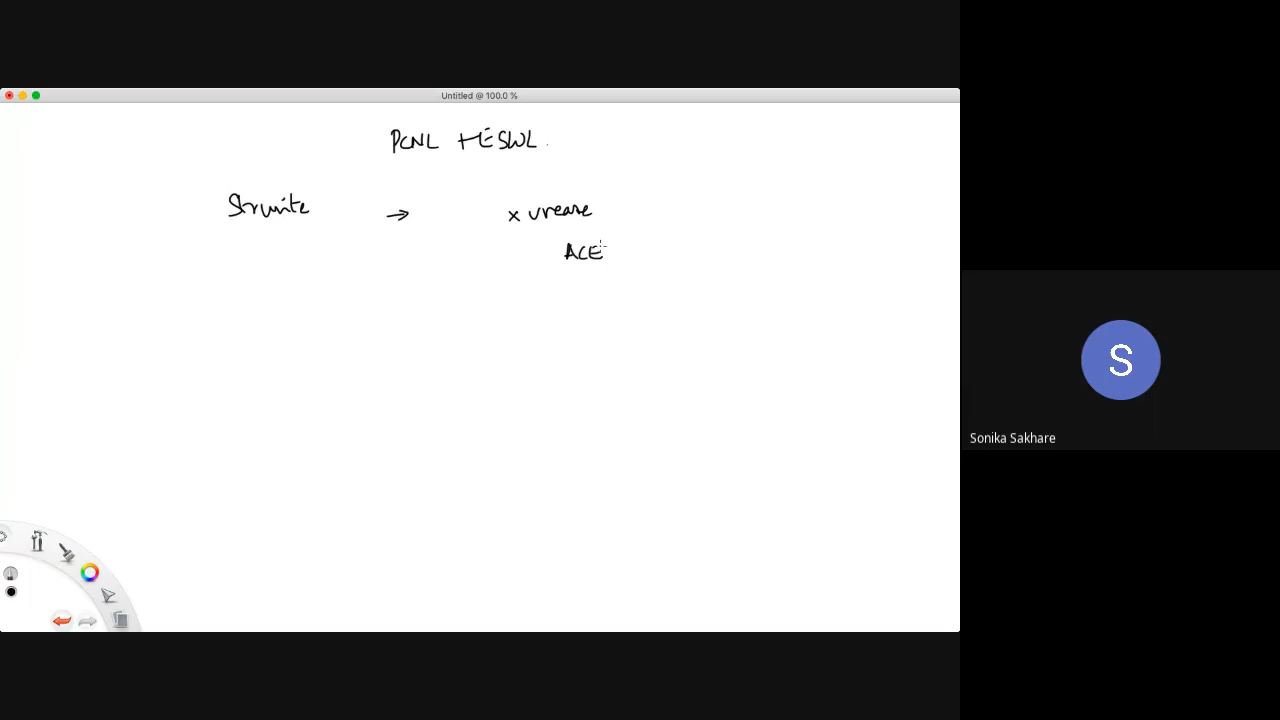 Untitled @ 100.0 %
PCNL + ESWL
Struvite → x urease
ACE
S
Sonika Sakhare